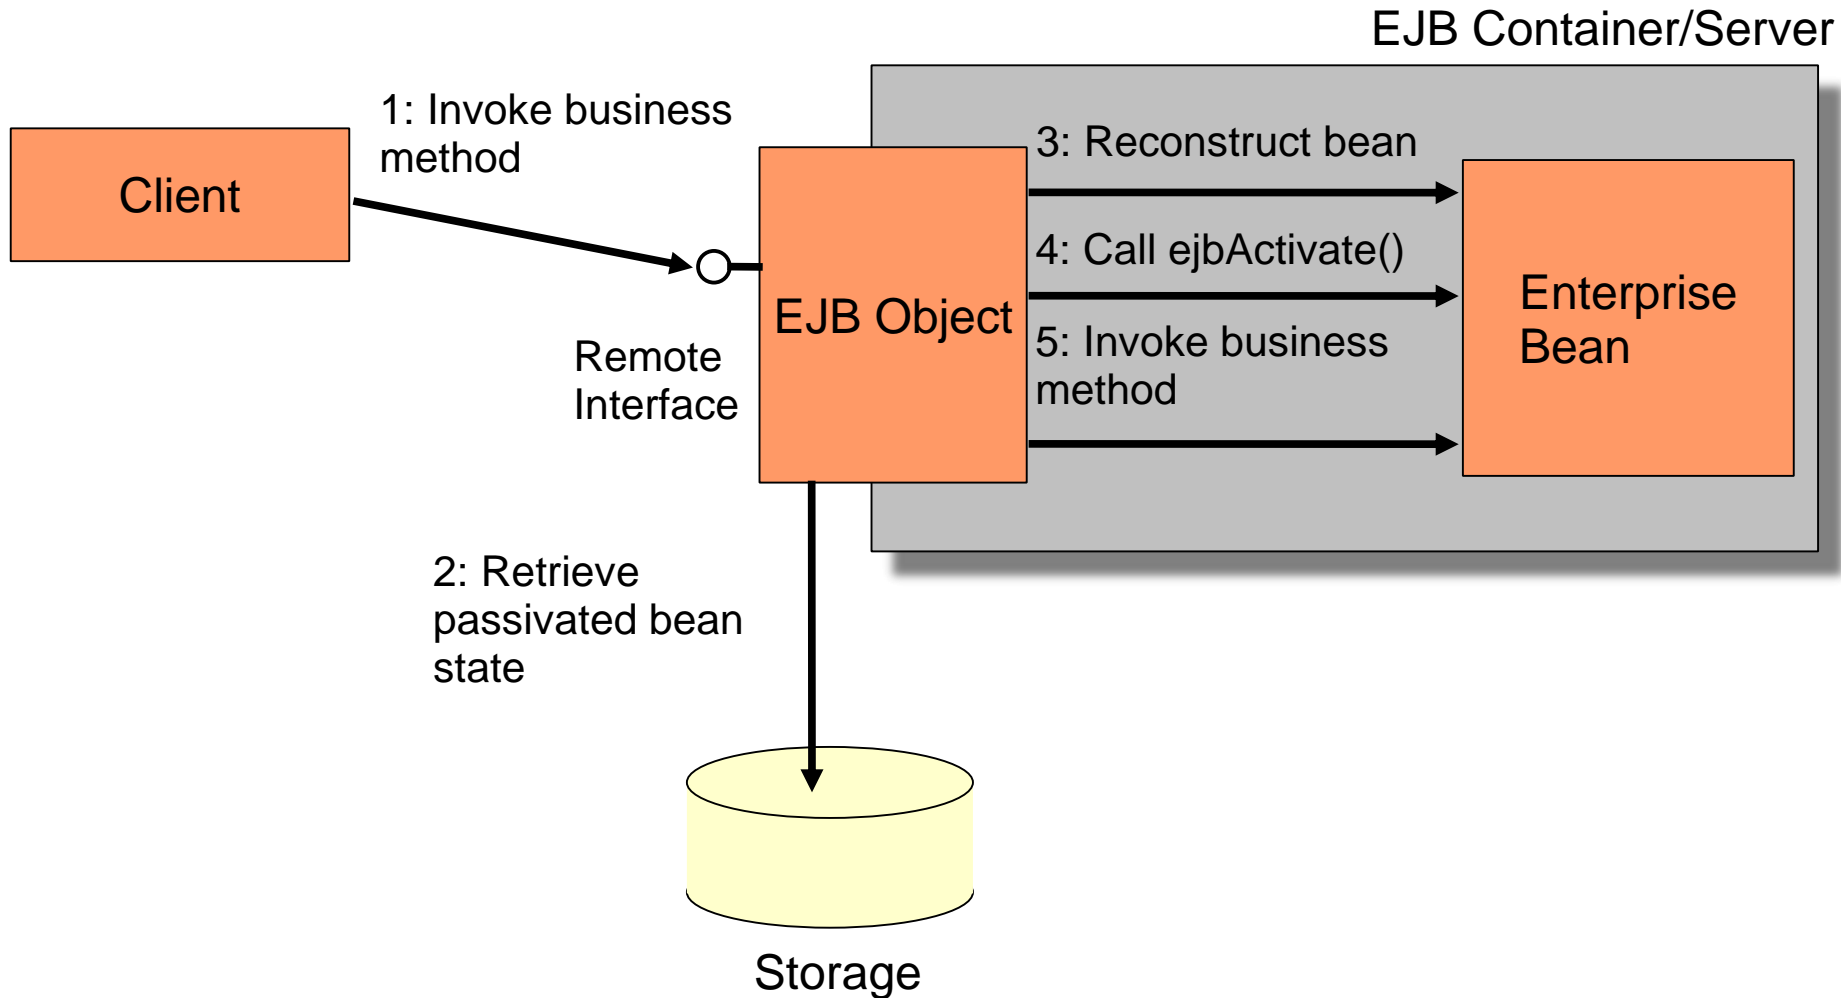 EJB Container/Server
1: Invoke business
method
Client
3: Reconstruct bean
4: Call ejbActivate()
EJB Object
Enterprise
Bean
5: Invoke business
method
Remote
Interface
2: Retrieve
passivated bean
state
Storage